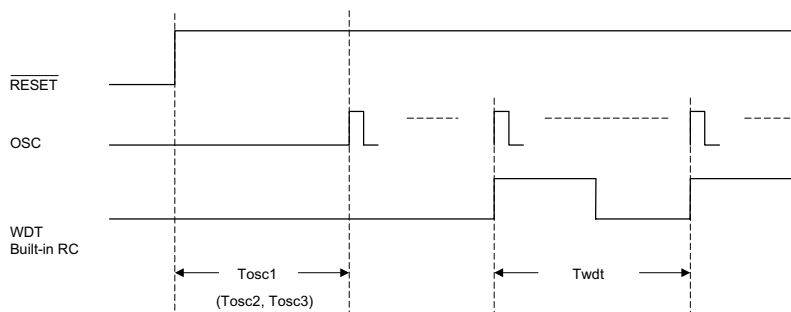 RESET
OSC
WDT
Built-in RC
Tosc1
Twdt
(Tosc2, Tosc3)